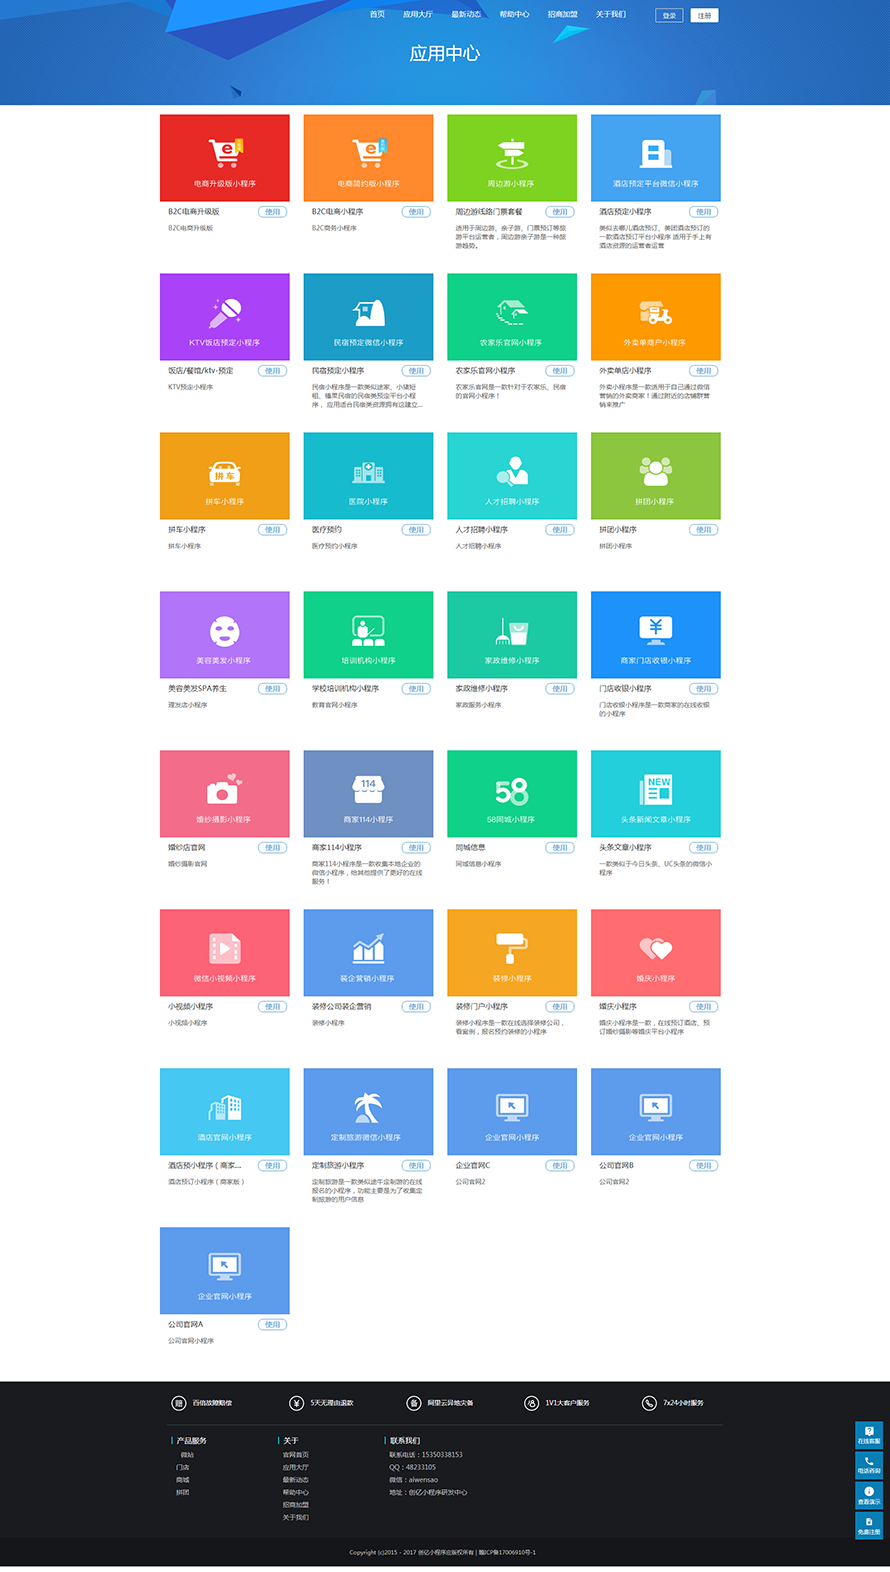 首页 应用大厅 最新动态 帮助中心 招商加盟 关于我们 登录 注册
应用中心
电商升级版小程序 电商简约版小程序 周边游小程序 酒店预定平台微信小程序
B2C电商升级版 使用 B2C电商小程序 使用 周边游线路门票套餐 使用 酒店预定小程序 使用
B2C电商升级版
B2C商务小程序
适用于周边游、亲子游、门票预订等旅
游平台运营者，周边游亲子游是一种旅
游趋势。
类似去哪儿酒店预订、美团酒店预订的
一款酒店预订平台小程序 适用于手上有
酒店资源的运营者运营
KTV饭店预定小程序 民宿预定微信小程序 农家乐官网小程序 外卖单商户小程序
饭店/餐馆/ktv-预定 使用 民宿预定小程序 使用 农家乐官网小程序 使用 外卖单店小程序 使用
KTV预定小程序
民宿小程序是一款类似途家、小猪短
租、榛果民宿的民宿类预定平台小程
序， 应用适合民宿类资源拥有这建立...
农家乐官网是一款针对于农家乐、民宿
的官网小程序！
外卖小程序是一款适用于自己通过微信
营销的外卖商家！通过附近的店铺群营
销来推广
拼车
拼车小程序 医院小程序 人才招聘小程序 拼团小程序
拼车小程序 使用 医疗预约 使用 人才招聘小程序 使用 拼团小程序 使用
拼车小程序 医疗预约小程序 人才招聘小程序 拼团小程序
美容美发小程序 培训机构小程序 家政维修小程序 商家门店收银小程序
美容美发SPA养生 使用 学校培训机构小程序 使用 家政维修小程序 使用 门店收银小程序 使用
理发店小程序
教育官网小程序
家政服务小程序
门店收银小程序是一款商家的在线收银
的小程序
114 58 NEW
婚纱摄影小程序 商家114小程序 58同城小程序 头条新闻文章小程序
婚纱店官网 使用 商家114小程序 使用 同城信息 使用 头条文章小程序 使用
婚纱摄影官网
商家114小程序是一款收集本地企业的
微信小程序，给其他提供了更好的在线
服务！
同城信息小程序
一款类似于今日头条、UC头条的微信小
程序
微信小视频小程序 装企营销小程序 装修小程序 婚庆小程序
小视频小程序 使用 装修公司装企营销 使用 装修门户小程序 使用 婚庆小程序 使用
小视频小程序
装修小程序
装修小程序是一款在线选择装修公司，
看案例，报名预约装修的小程序
婚庆小程序是一款，在线预订酒店、预
订婚纱摄影等婚庆平台小程序
酒店官网小程序 定制旅游微信小程序 企业官网小程序 企业官网小程序
酒店预小程序（商家... 使用 定制旅游小程序 使用 企业官网C 使用 公司官网B 使用
酒店预订小程序（商家版）
定制旅游是一款类似途牛定制游的在线
报名的小程序，功能主要是为了收集定
制旅游的用户信息
公司官网2
公司官网2
企业官网小程序
公司官网A 使用
公司官网小程序
赔 百倍故障赔偿 ¥ 5天无理由退款 备 阿里云异地灾备 1V1大客户服务 7x24小时服务
产品服务
微站
门店
商城
拼团
关于
官网首页
应用大厅
最新动态
帮助中心
招商加盟
关于我们
联系我们
联系电话：15350338153
QQ：48233105
微信：aiwensao
地址：创亿小程序研发中心
在线客服
电话咨询
查看演示
免费注册
Copyright (c)2015 - 2017 创亿小程序应版权所有 | 赣ICP备17006910号-1